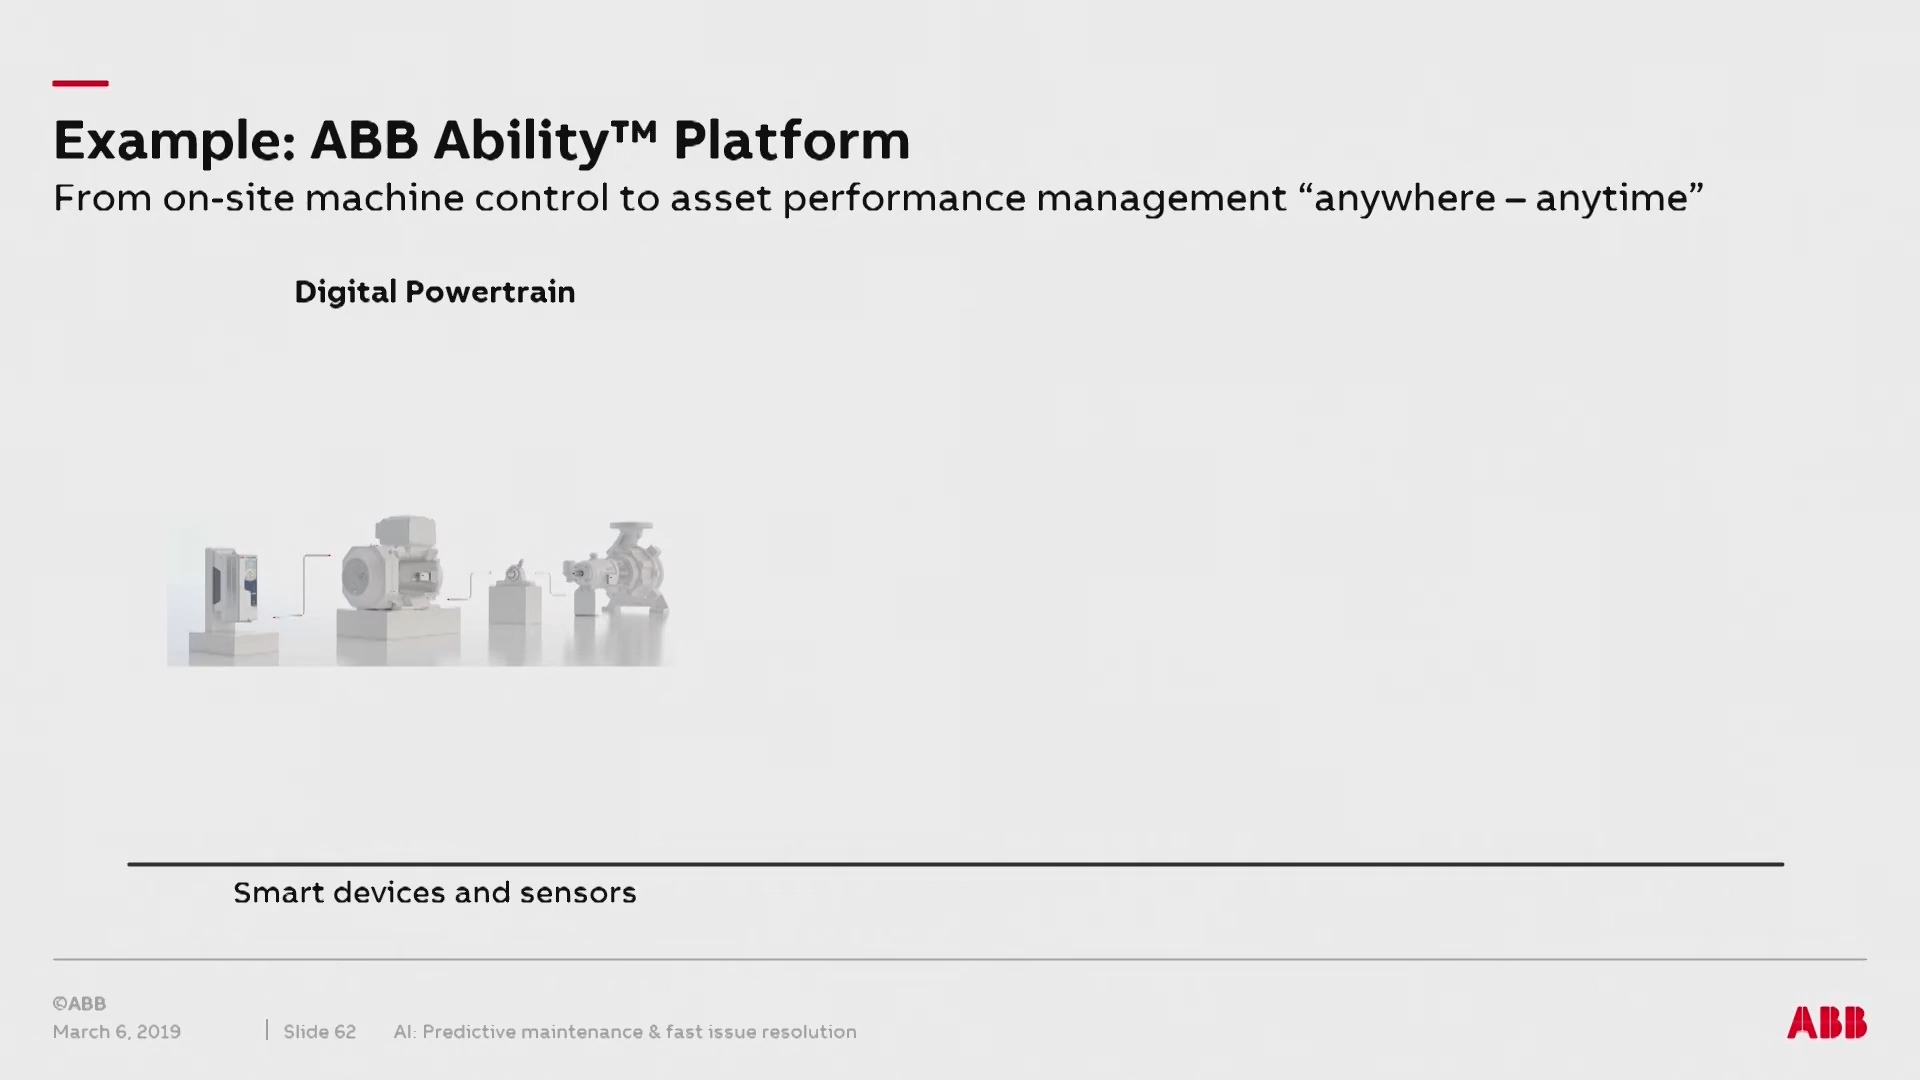 Example: ABB Ability™ Platform
From on-site machine control to asset performance management “anywhere – anytime”
Digital Powertrain
Smart devices and sensors
©ABB
March 6, 2019 | Slide 62 AI: Predictive maintenance & fast issue resolution
ABB